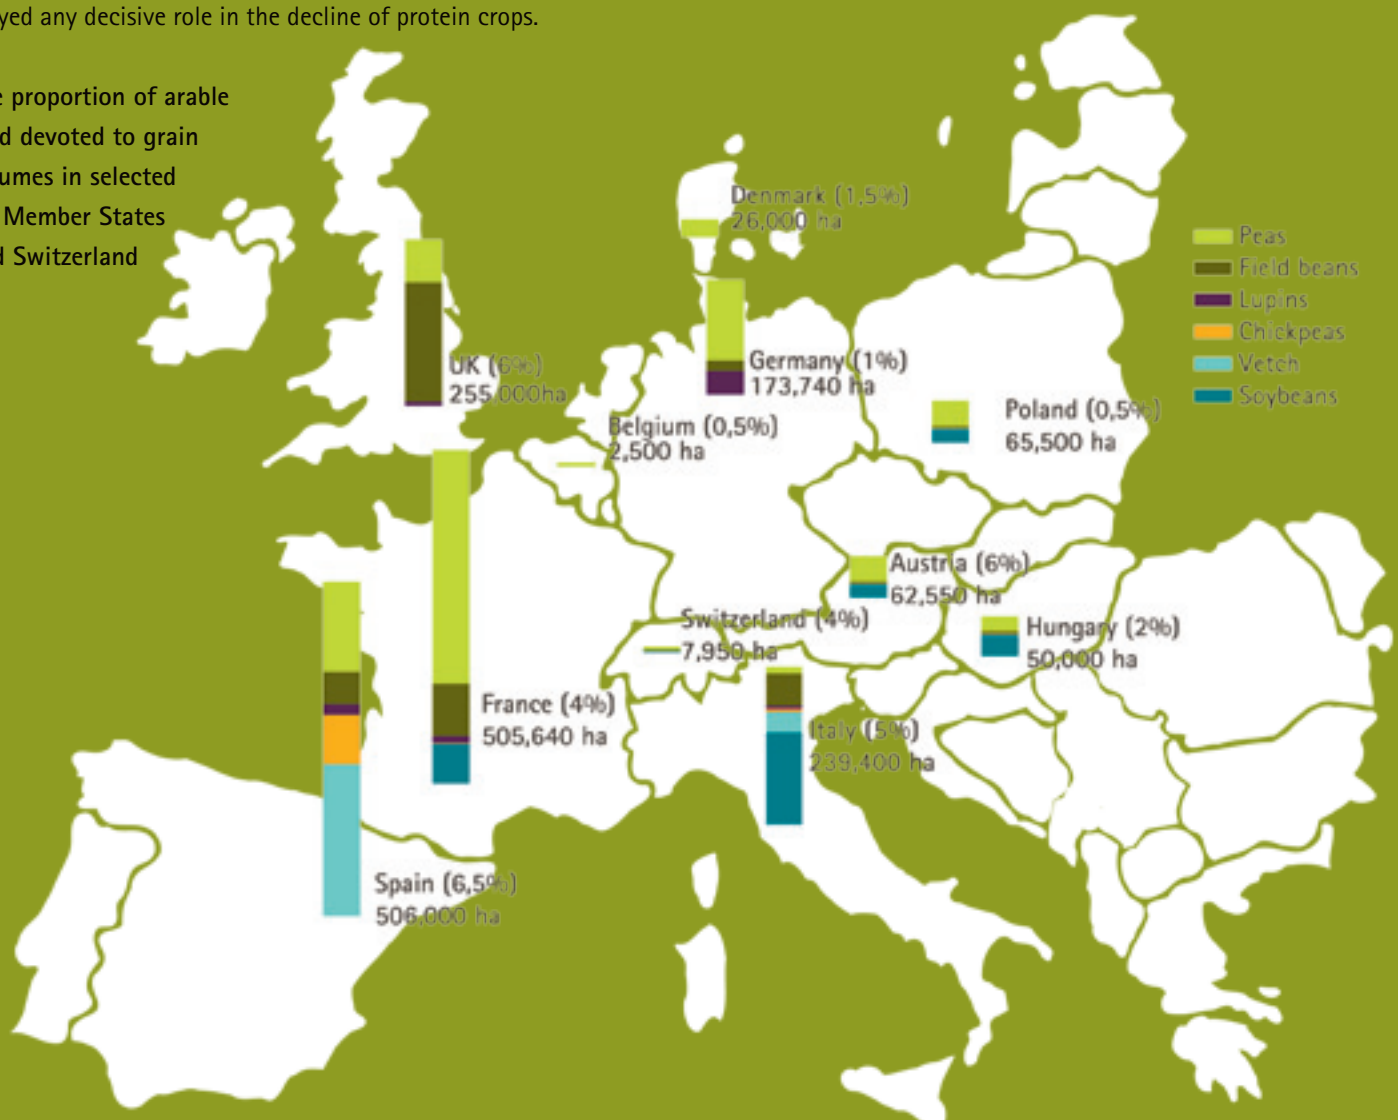 yed any decisive role in the decline of protein crops.
proportion of arable
d devoted to grain
umes in selected
Member States
d Switzerland
Denmark (1,5%)
26,000 ha
Peas
Field beans
Lupins
Chickpeas
Vetch
Soybeans
UK (6%)
255,000ha
Germany (1%)
173,740 ha
Belgium (0,5%)
2,500 ha
Poland (0,5%)
65,500 ha
Austria (6%)
62,550 ha
Switzerland (4%)
7,950 ha
Hungary (2%)
50,000 ha
France (4%)
505,640 ha
Italy (5%)
239,400 ha
Spain (6,5%)
506,000 ha